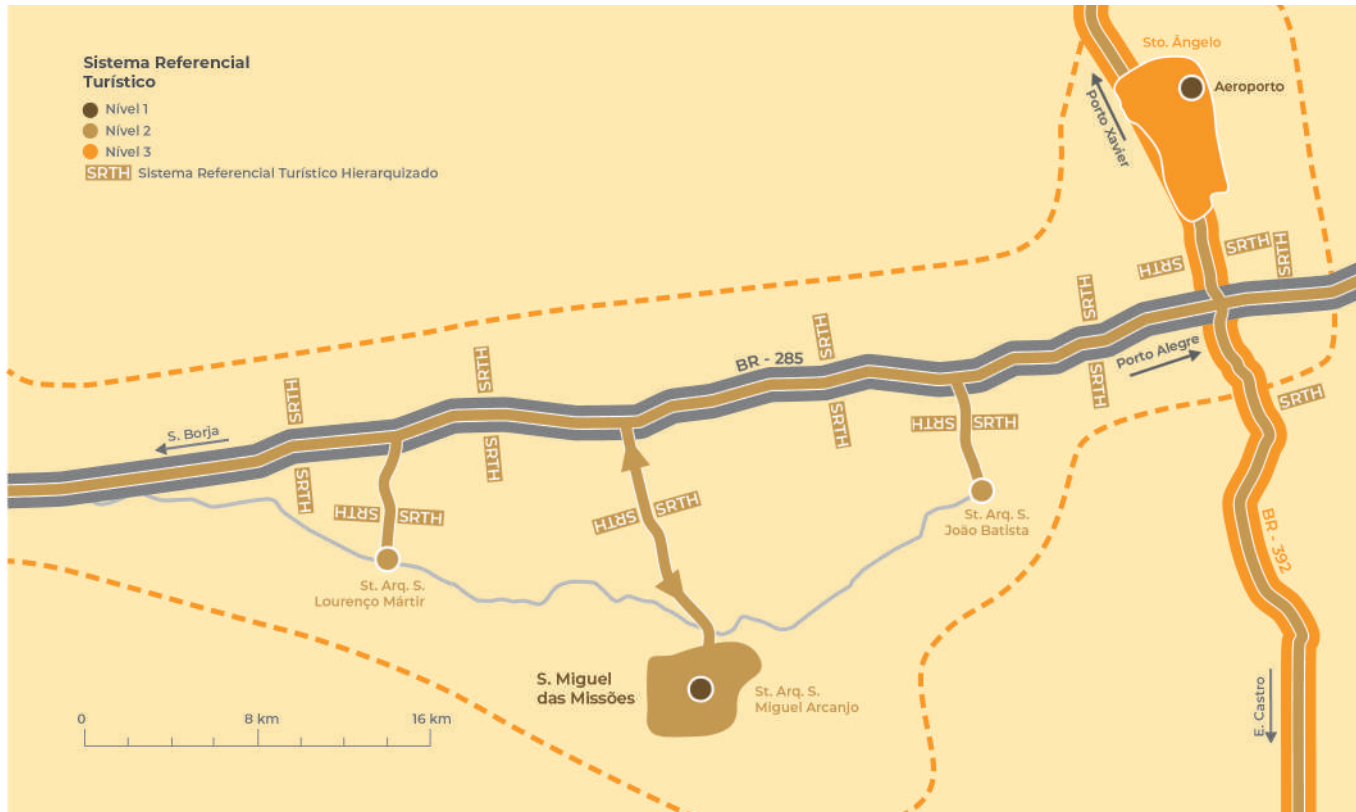 Sistema Referencial
Turístico
Nível 1
Nível 2
Nível 3
SRTH Sistema Referencial Turístico Hierarquizado
Sto. Ângelo
Aeroporto
Porto Xavier
SRTH
SRTH
SRTH
SRTH
SRTH
Porto Alegre
SRTH
BR - 285
SRTH
SRTH
SRTH
SRTH
SRTH
SRTH
S. Borja
SRTH
SRTH
SRTH
SRTH
SRTH
SRTH
SRTH
St. Arq. S.
João Batista
BR - 392
St. Arq. S.
Lourenço Mártir
S. Miguel
das Missões
St. Arq. S.
Miguel Arcanjo
E. Castro
0 8 km 16 km